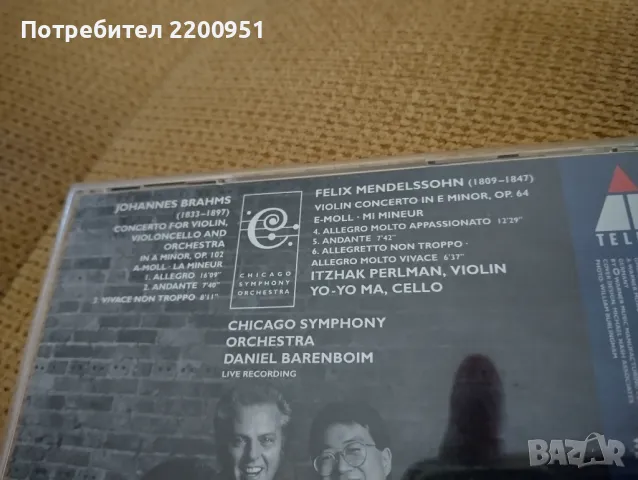 Потребител 2200951
JOHANNES BRAHMS
(1833–1897)
CONCERTO FOR VIOLIN,
VIOLONCELLO AND
ORCHESTRA
IN A MINOR, OP. 102
A-MOLL · LA MINEUR
1. ALLEGRO 16'09"
2. ANDANTE 7'40"
3. VIVACE NON TROPPO 8'11"
CHICAGO
SYMPHONY
ORCHESTRA
FELIX MENDELSSOHN (1809–1847)
VIOLIN CONCERTO IN E MINOR, OP. 64
E-MOLL · MI MINEUR
4. ALLEGRO MOLTO APPASSIONATO 12'29"
5. ANDANTE 7'42"
6. ALLEGRETTO NON TROPPO ·
ALLEGRO MOLTO VIVACE 6'37"
ITZHAK PERLMAN, VIOLIN
YO-YO MA, CELLO
CHICAGO SYMPHONY
ORCHESTRA
DANIEL BARENBOIM
LIVE RECORDING
TEL
BAZAR